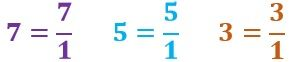 7 = 7/1  5 = 5/1  3 = 3/1